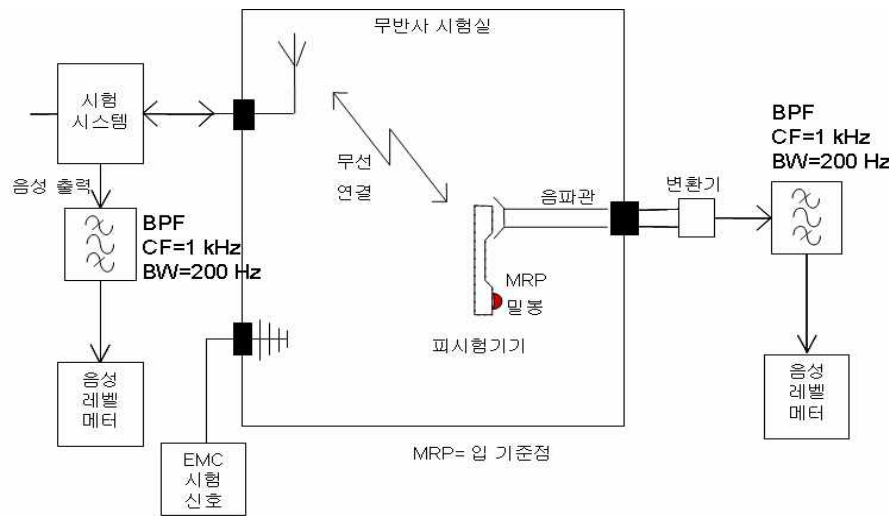 무반사 시험실
시험
시스템
음성 출력
BPF
CF=1 kHz
BW=200 Hz
음성
레벨
메터
EMC
시험
신호
무선
연결
음파관
변환기
BPF
CF=1 kHz
BW=200 Hz
MRP
밀봉
피시험기기
음성
레벨
메터
MRP= 입 기준점